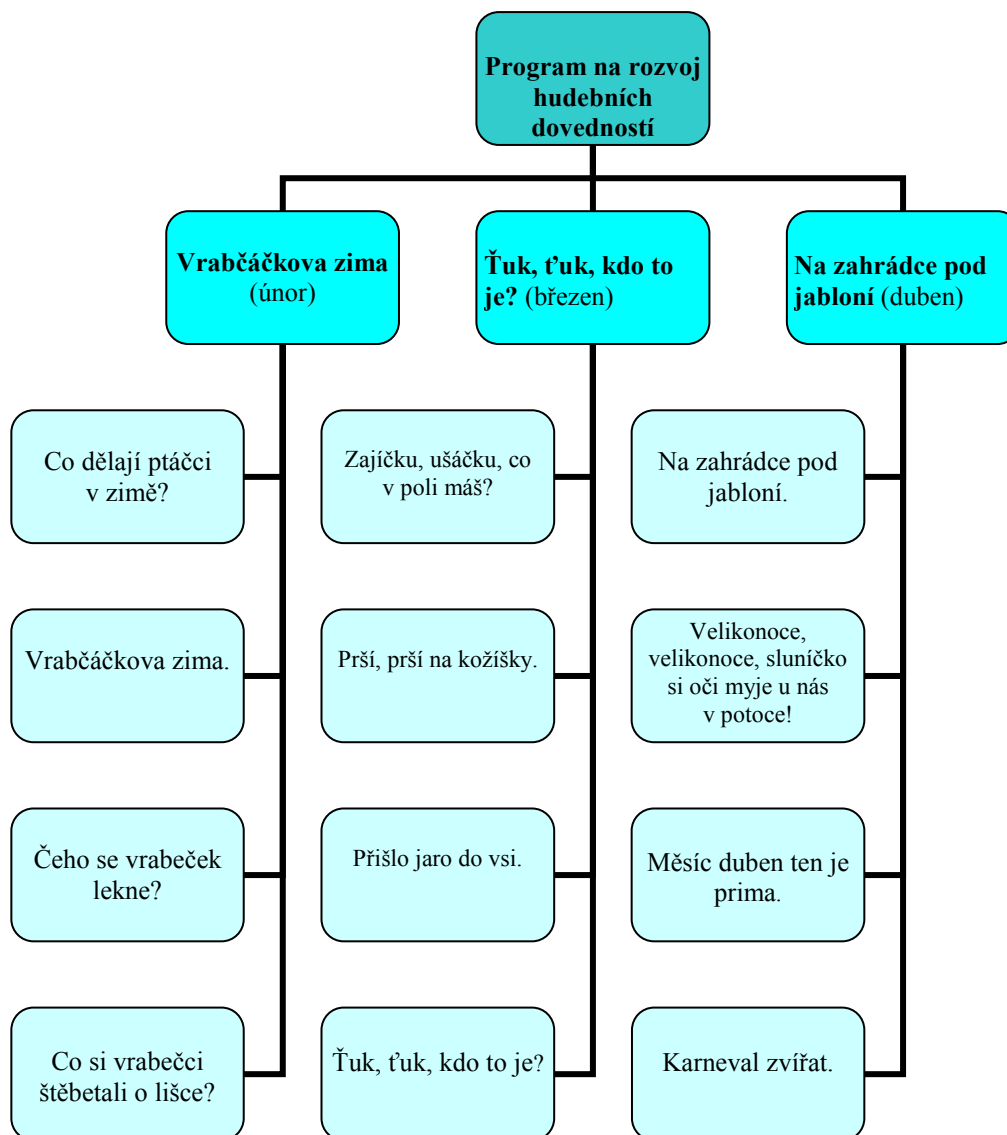 Program na rozvoj
hudebních
dovedností
Vrabčáčkova zima
(únor)
Ťuk, ťuk, kdo to
je? (březen)
Na zahrádce pod
jabloní (duben)
Co dělají ptáčci
v zimě?
Zajíčku, ušáčku, co
v poli máš?
Na zahrádce pod
jabloní.
Vrabčáčkova zima.
Prší, prší na kožíšky.
Velikonoce,
velikonoce, sluníčko
si oči myje u nás
v potoce!
Čeho se vrabeček
lekne?
Přišlo jaro do vsi.
Měsíc duben ten je
prima.
Co si vrabečci
štěbetali o lišce?
Ťuk, ťuk, kdo to je?
Karneval zvířat.